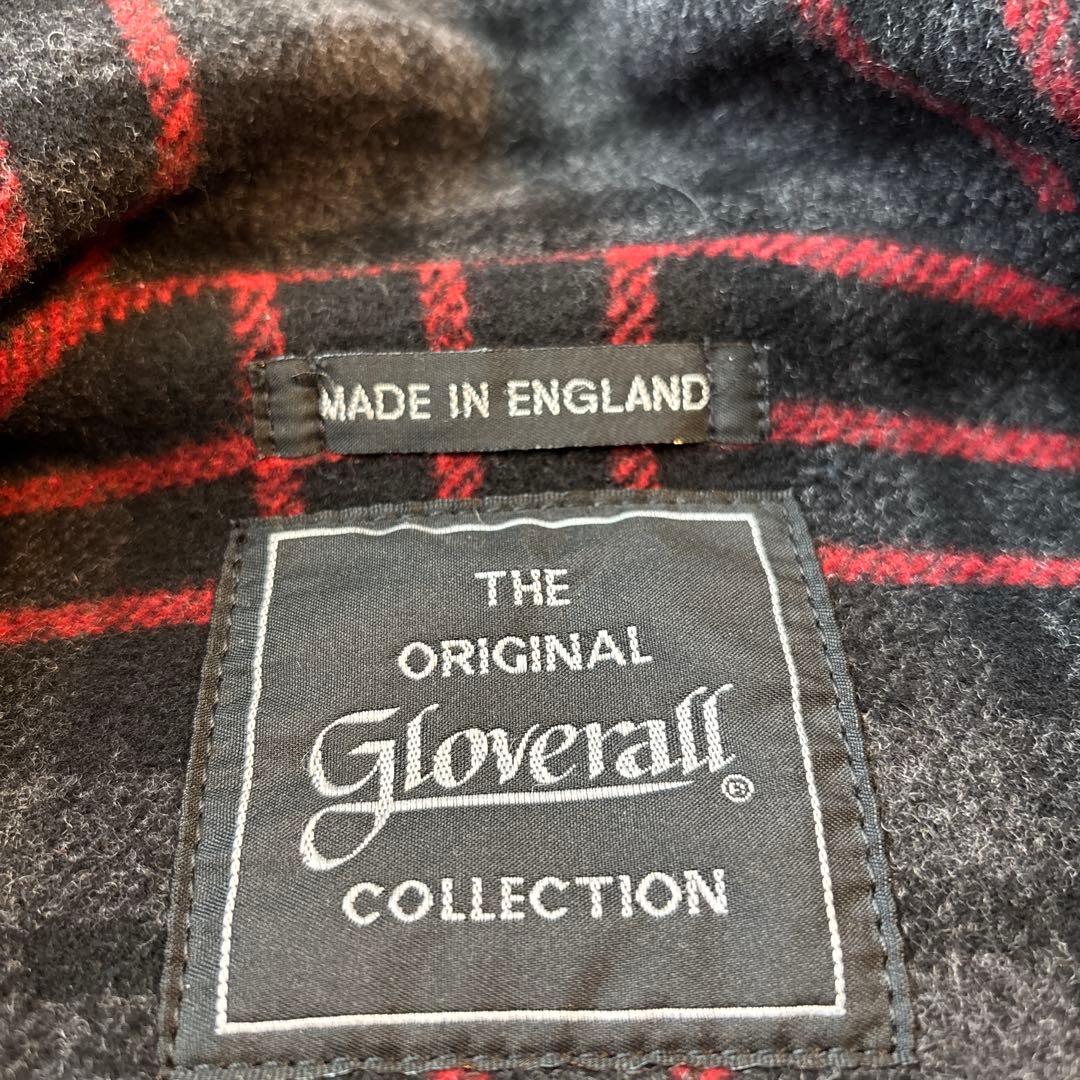 MADE IN ENGLAND
THE
ORIGINAL
Gloverall®
COLLECTION